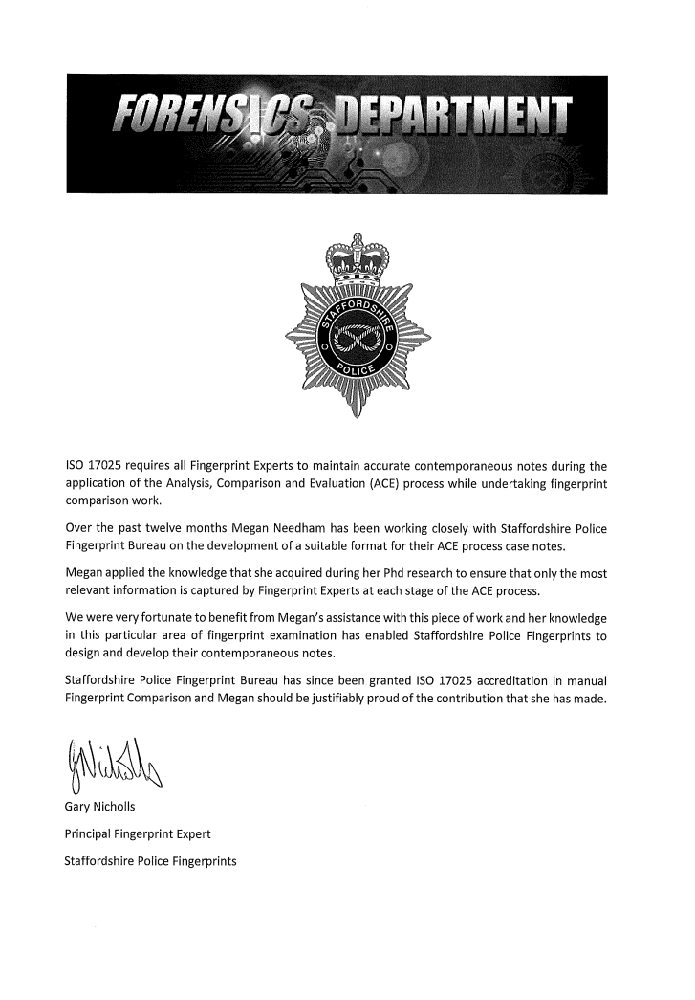 FORENSICS DEPARTMENT
STAFFORDSHIRE
POLICE
ISO 17025 requires all Fingerprint Experts to maintain accurate contemporaneous notes during the
application of the Analysis, Comparison and Evaluation (ACE) process while undertaking fingerprint
comparison work.
Over the past twelve months Megan Needham has been working closely with Staffordshire Police
Fingerprint Bureau on the development of a suitable format for their ACE process case notes.
Megan applied the knowledge that she acquired during her Phd research to ensure that only the most
relevant information is captured by Fingerprint Experts at each stage of the ACE process.
We were very fortunate to benefit from Megan's assistance with this piece of work and her knowledge
in this particular area of fingerprint examination has enabled Staffordshire Police Fingerprints to
design and develop their contemporaneous notes.
Staffordshire Police Fingerprint Bureau has since been granted ISO 17025 accreditation in manual
Fingerprint Comparison and Megan should be justifiably proud of the contribution that she has made.
GNicholls
Gary Nicholls
Principal Fingerprint Expert
Staffordshire Police Fingerprints